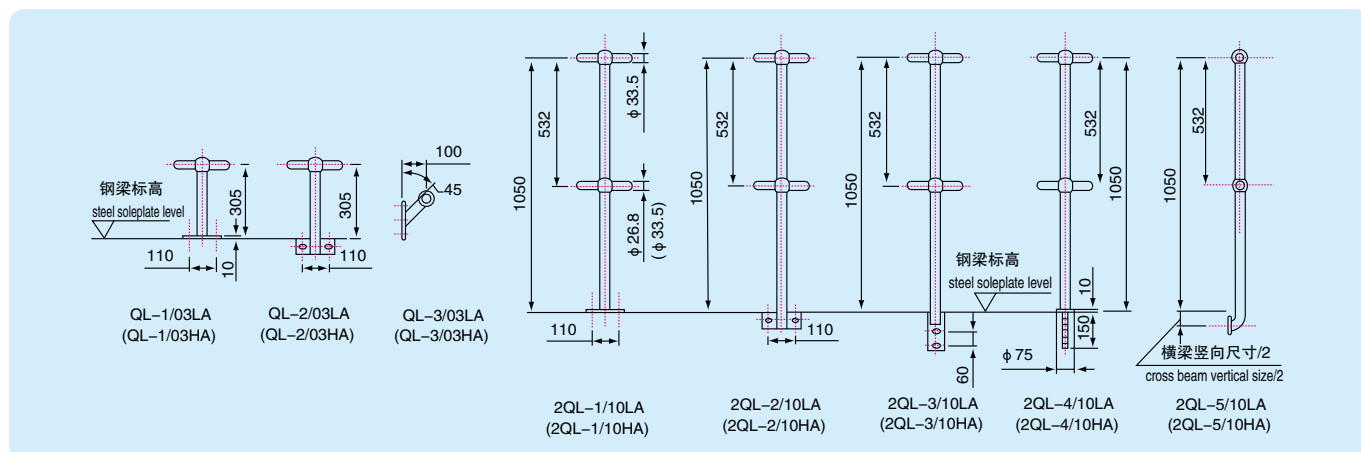 钢梁标高
steel soleplate level
305
110
10
QL-1/03LA
(QL-1/03HA)
305
110
QL-2/03LA
(QL-2/03HA)
100
45
QL-3/03LA
(QL-3/03HA)
1050
532
φ 33.5
φ 26.8
(φ 33.5)
110
2QL-1/10LA
(2QL-1/10HA)
1050
532
110
2QL-2/10LA
(2QL-2/10HA)
1050
532
60
2QL-3/10LA
(2QL-3/10HA)
钢梁标高
steel soleplate level
532
1050
10
150
φ 75
2QL-4/10LA
(2QL-4/10HA)
1050
532
横梁竖向尺寸/2
cross beam vertical size/2
2QL-5/10LA
(2QL-5/10HA)